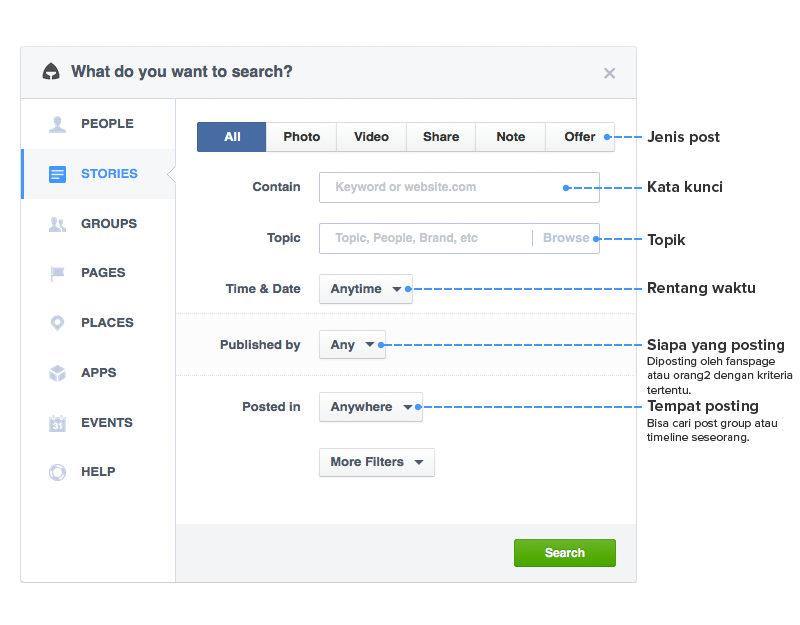 What do you want to search?
PEOPLE
STORIES
GROUPS
PAGES
PLACES
APPS
EVENTS
31
HELP
All Photo Video Share Note Offer
Jenis post
Contain Keyword or website.com
Kata kunci
Topic Topic, People, Brand, etc Browse
Topik
Time & Date Anytime
Rentang waktu
Published by Any
Siapa yang posting
Diposting oleh fanspage
atau orang2 dengan kriteria
tertentu.
Posted in Anywhere
Tempat posting
Bisa cari post group atau
timeline seseorang.
More Filters
Search